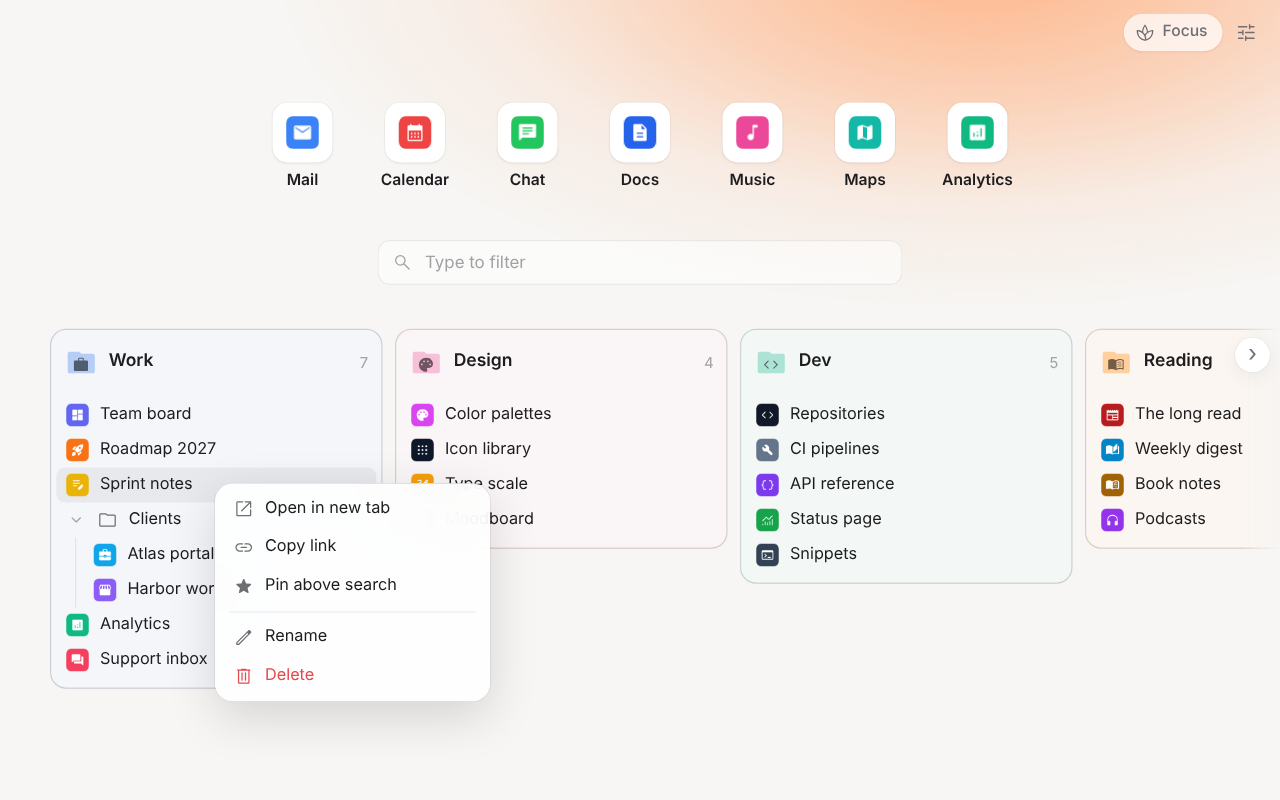 Focus
Mail
Calendar
Chat
Docs
Music
Maps
Analytics
Type to filter
Work
7
Team board
Roadmap 2027
Sprint notes
Clients
Atlas portal
Harbor wor
Analytics
Support inbox
Open in new tab
Copy link
Pin above search
Rename
Delete
Design
4
Color palettes
Icon library
Type scale
Moodboard
Dev
5
Repositories
CI pipelines
API reference
Status page
Snippets
Reading
The long read
Weekly digest
Book notes
Podcasts